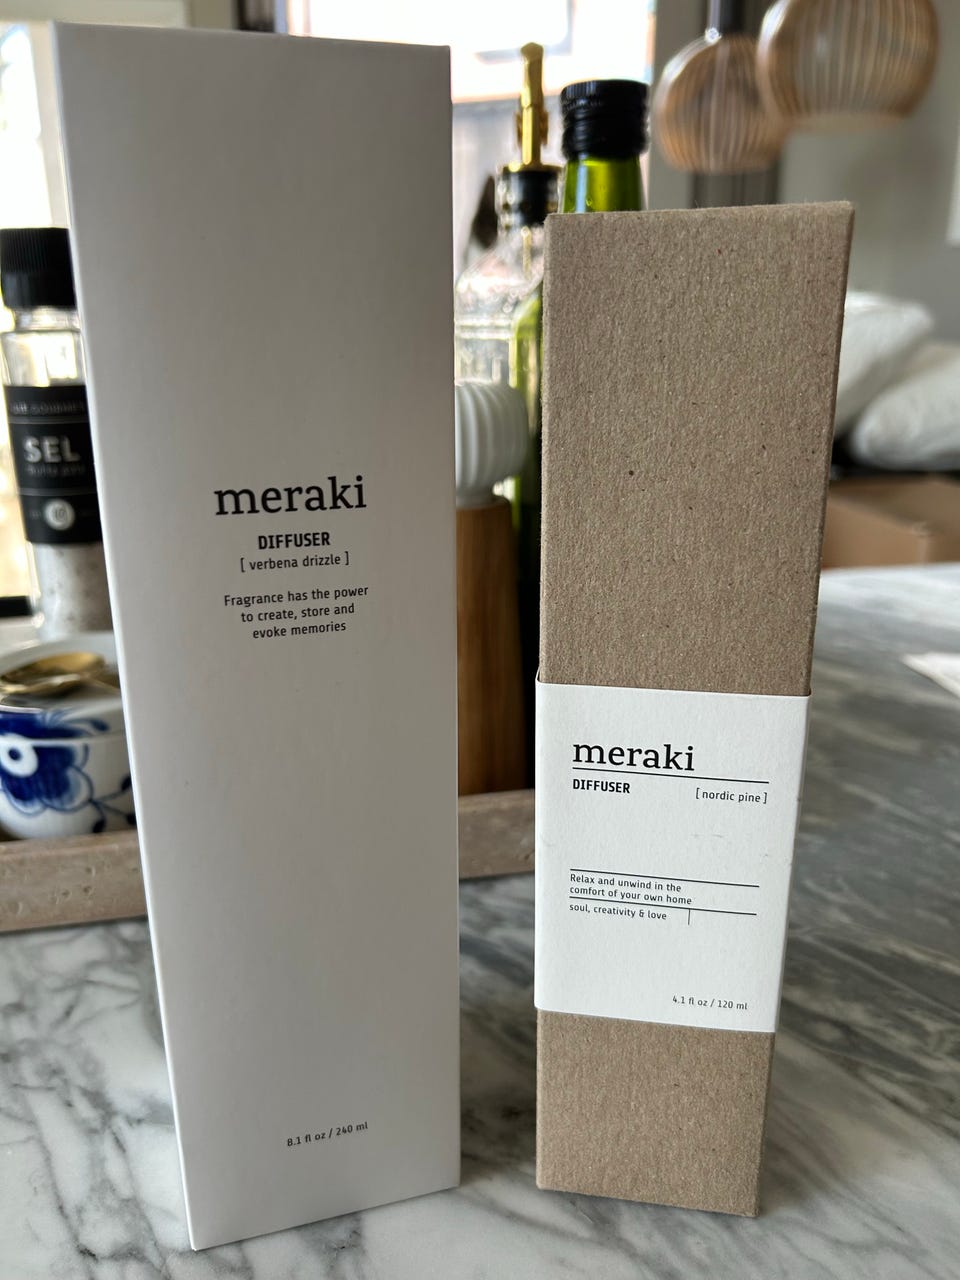 SEL
meraki
DIFFUSER
[ verbena drizzle ]
Fragrance has the power
to create, store and
evoke memories
8.1 fl oz / 240 ml
meraki
DIFFUSER [ nordic pine ]
Relax and unwind in the
comfort of your own home
soul, creativity & love
4.1 fl oz / 120 ml